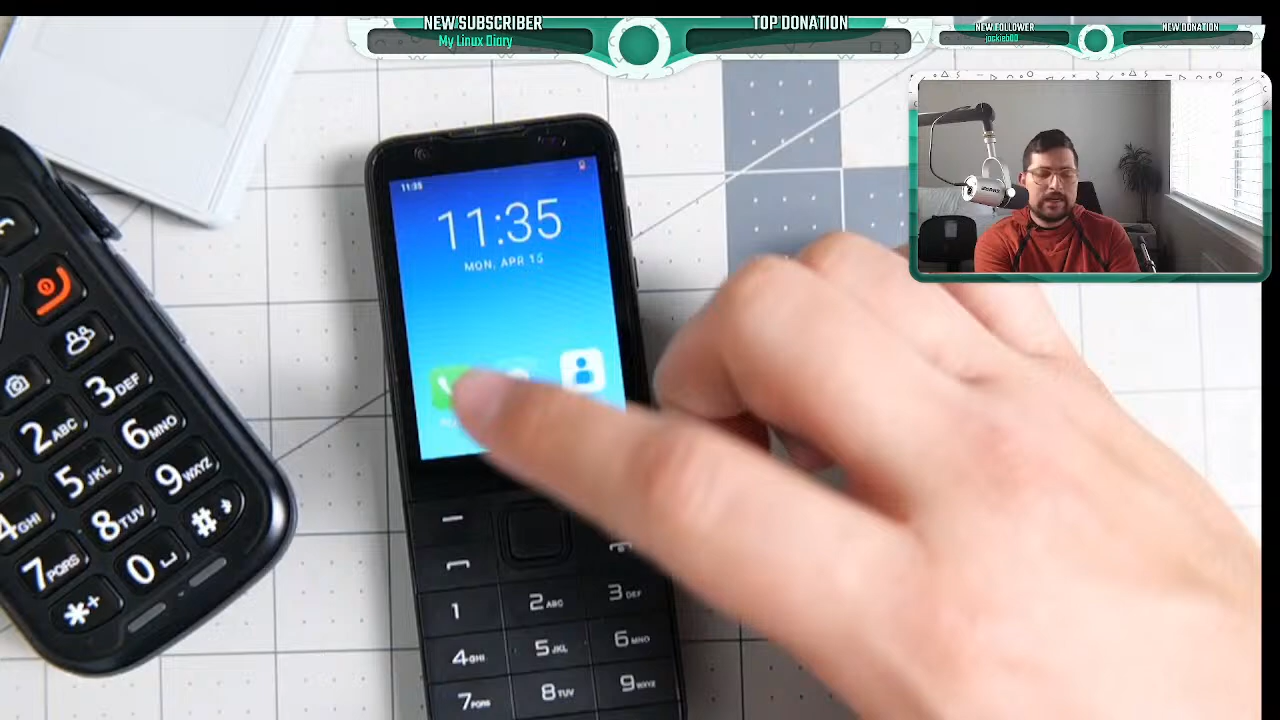 NEW SUBSCRIBER
My Linux Diary
TOP DONATION
NEW FOLLOWER
jackieb00
NEW DONATION
11:35
11:35
MON, APR 15
3 DEF
2 ABC
6 MNO
5 JKL
9 WXYZ
4 GHI
8 TUV
# 
7 PQRS
0
*+
1
2 ABC
3 DEF
4 GHI
5 JKL
6 MNO
7 PQRS
8 TUV
9 WXYZ